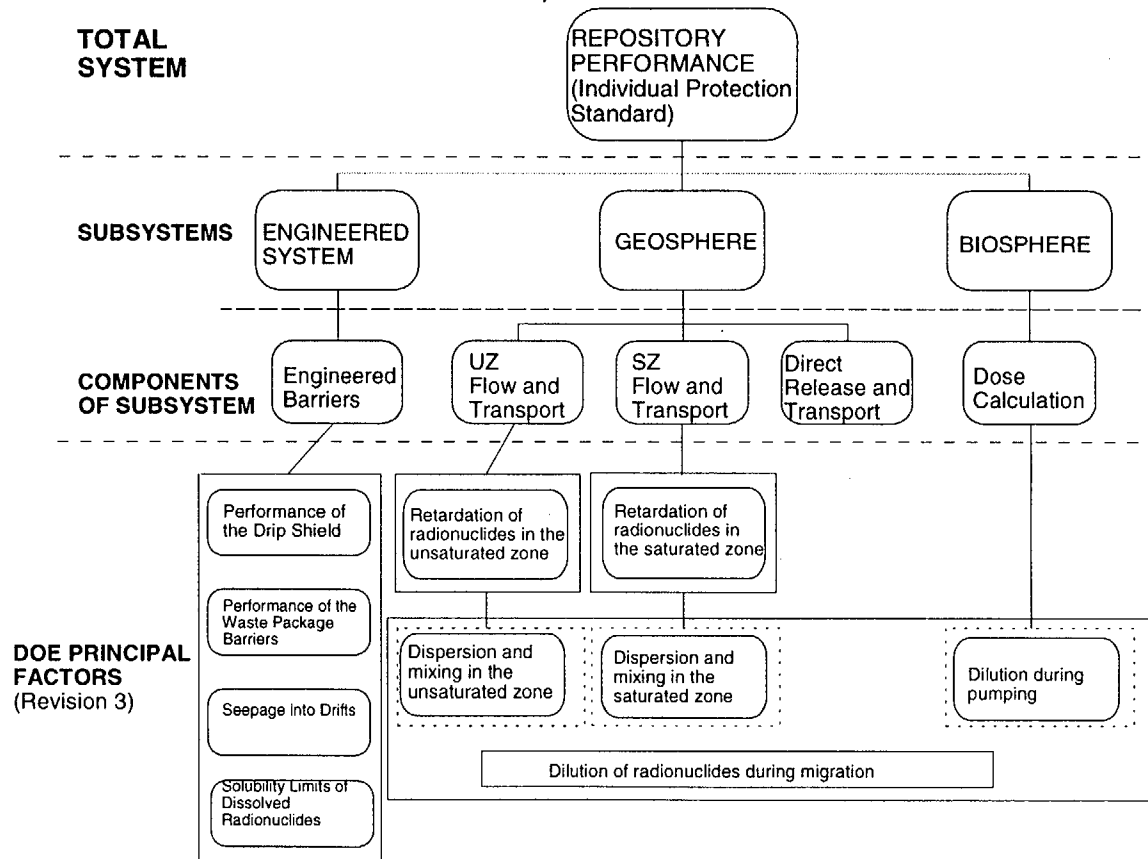 TOTAL
SYSTEM
REPOSITORY
PERFORMANCE
(Individual Protection
Standard)
SUBSYSTEMS
ENGINEERED
SYSTEM
GEOSPHERE
BIOSPHERE
COMPONENTS
OF SUBSYSTEM
Engineered
Barriers
UZ
Flow and
Transport
SZ
Flow and
Transport
Direct
Release and
Transport
Dose
Calculation
DOE PRINCIPAL
FACTORS
(Revision 3)
Performance of
the Drip Shield
Performance of the
Waste Package
Barriers
Seepage into Drifts
Solubility Limits of
Dissolved
Radionuclides
Retardation of
radionuclides in the
unsaturated zone
Retardation of
radionuclides in
the saturated zone
Dispersion and
mixing in the
unsaturated zone
Dispersion and
mixing in the
saturated zone
Dilution during
pumping
Dilution of radionuclides during migration